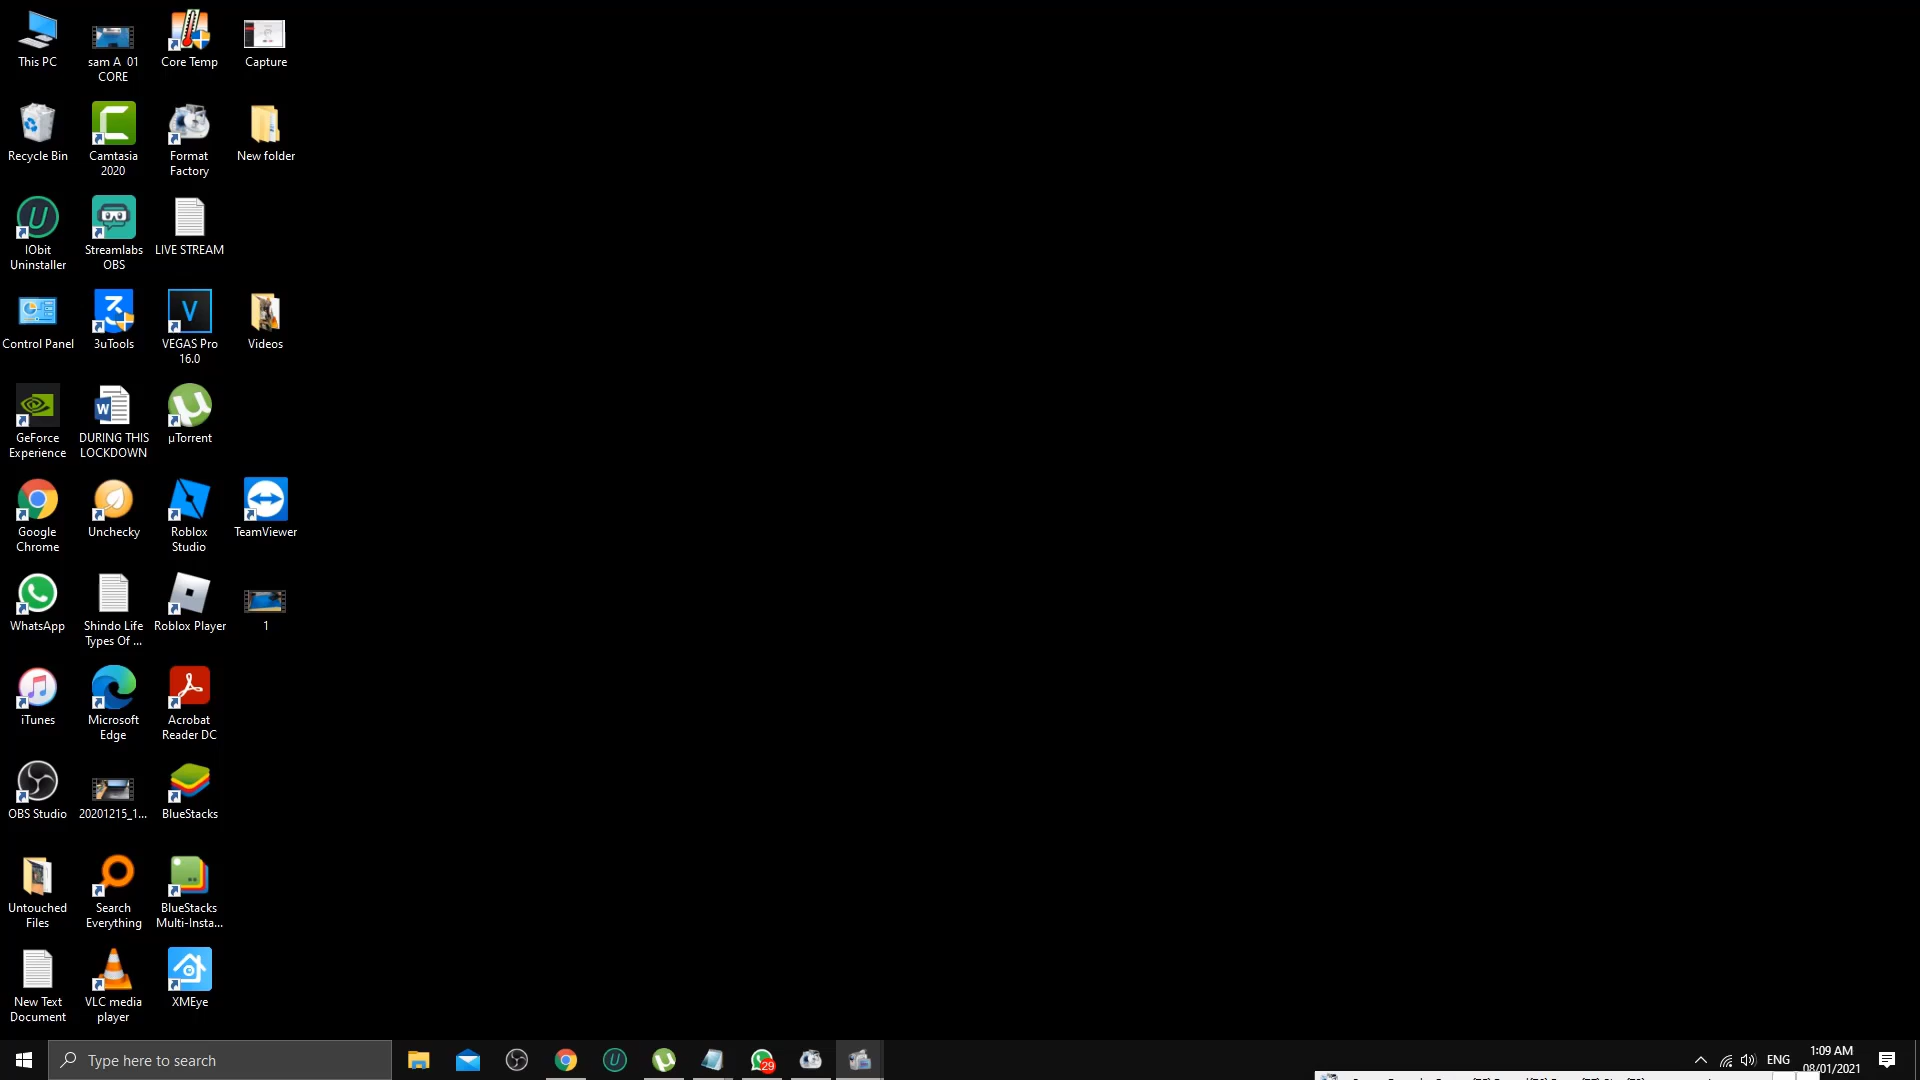 This PC
sam A  01
CORE
Core Temp
Capture
Recycle Bin
Camtasia
2020
Format
Factory
New folder
IObit
Uninstaller
Streamlabs
OBS
LIVE STREAM
Control Panel
3uTools
VEGAS Pro
16.0
Videos
GeForce
Experience
DURING THIS
LOCKDOWN
µTorrent
Google
Chrome
Unchecky
Roblox
Studio
TeamViewer
WhatsApp
Shindo Life
Types Of ...
Roblox Player
1
iTunes
Microsoft
Edge
Acrobat
Reader DC
OBS Studio
20201215_1...
BlueStacks
Untouched
Files
Search
Everything
BlueStacks
Multi-Insta...
New Text
Document
VLC media
player
XMEye
Type here to search
29
ENG
1:09 AM
08/01/2021